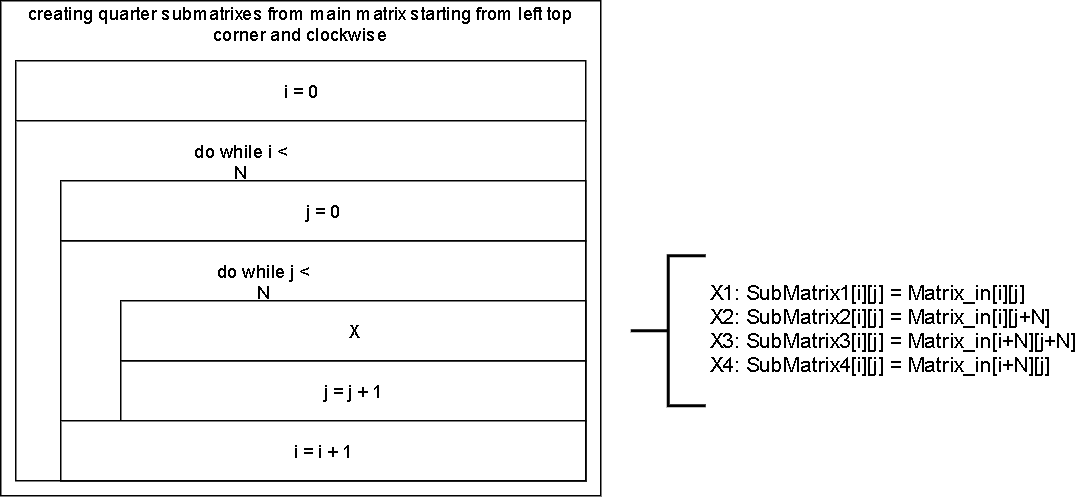 creating quarter submatrixes from main matrix starting from left top
corner and clockwise
i = 0
do while i <
N
j = 0
do while j <
N
X
j = j + 1
i = i + 1
X1: SubMatrix1[i][j] = Matrix_in[i][j]
X2: SubMatrix2[i][j] = Matrix_in[i][j+N]
X3: SubMatrix3[i][j] = Matrix_in[i+N][j+N]
X4: SubMatrix4[i][j] = Matrix_in[i+N][j]